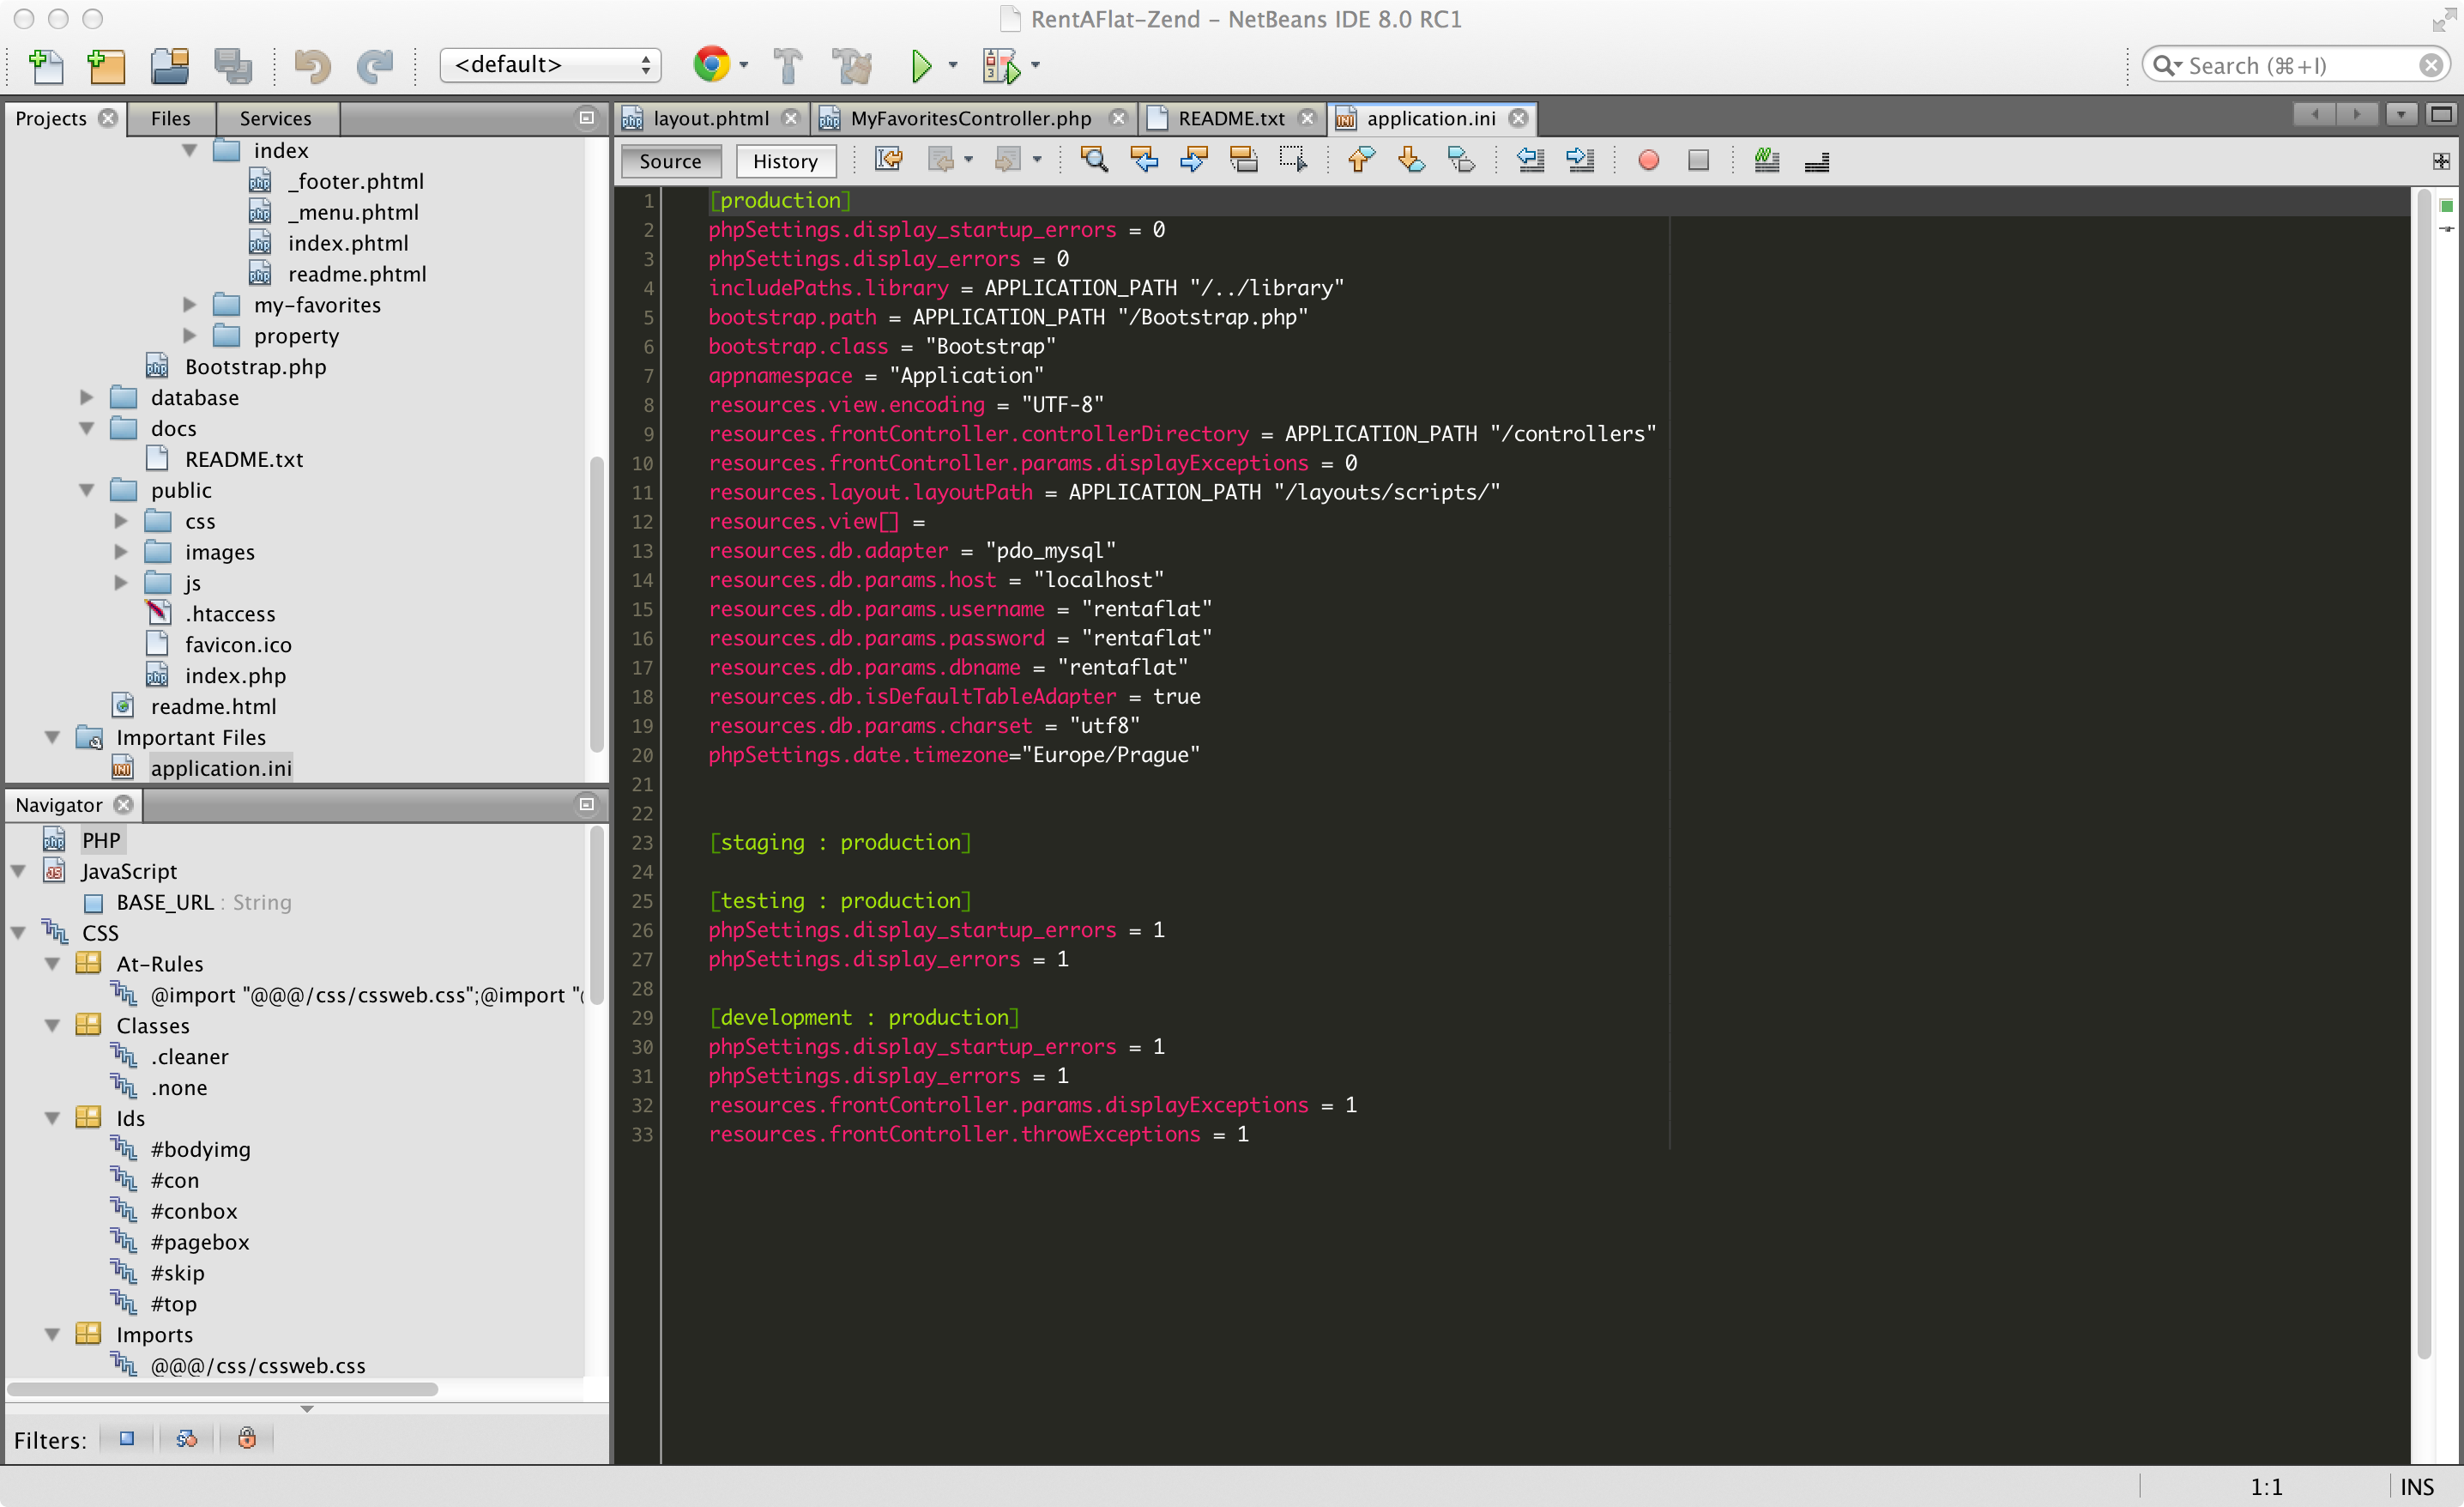 RentAFlat-Zend - NetBeans IDE 8.0 RC1
<default>
Search (⌘+I)
Projects
Files
Services
index
_footer.phtml
_menu.phtml
index.phtml
readme.phtml
my-favorites
property
Bootstrap.php
database
docs
README.txt
public
css
images
js
.htaccess
favicon.ico
index.php
readme.html
Important Files
application.ini
Navigator
PHP
JavaScript
BASE_URL : String
CSS
At-Rules
@import "@@@/css/cssweb.css";@import "
Classes
.cleaner
.none
Ids
#bodyimg
#con
#conbox
#pagebox
#skip
#top
Imports
@@@/css/cssweb.css
Filters:
layout.phtml
MyFavoritesController.php
README.txt
application.ini
Source
History
1 [production]
2 phpSettings.display_startup_errors = 0
3 phpSettings.display_errors = 0
4 includePaths.library = APPLICATION_PATH "/../library"
5 bootstrap.path = APPLICATION_PATH "/Bootstrap.php"
6 bootstrap.class = "Bootstrap"
7 appnamespace = "Application"
8 resources.view.encoding = "UTF-8"
9 resources.frontController.controllerDirectory = APPLICATION_PATH "/controllers"
10 resources.frontController.params.displayExceptions = 0
11 resources.layout.layoutPath = APPLICATION_PATH "/layouts/scripts/"
12 resources.view[] =
13 resources.db.adapter = "pdo_mysql"
14 resources.db.params.host = "localhost"
15 resources.db.params.username = "rentaflat"
16 resources.db.params.password = "rentaflat"
17 resources.db.params.dbname = "rentaflat"
18 resources.db.isDefaultTableAdapter = true
19 resources.db.params.charset = "utf8"
20 phpSettings.date.timezone="Europe/Prague"
21
22
23 [staging : production]
24
25 [testing : production]
26 phpSettings.display_startup_errors = 1
27 phpSettings.display_errors = 1
28
29 [development : production]
30 phpSettings.display_startup_errors = 1
31 phpSettings.display_errors = 1
32 resources.frontController.params.displayExceptions = 1
33 resources.frontController.throwExceptions = 1
1:1
INS